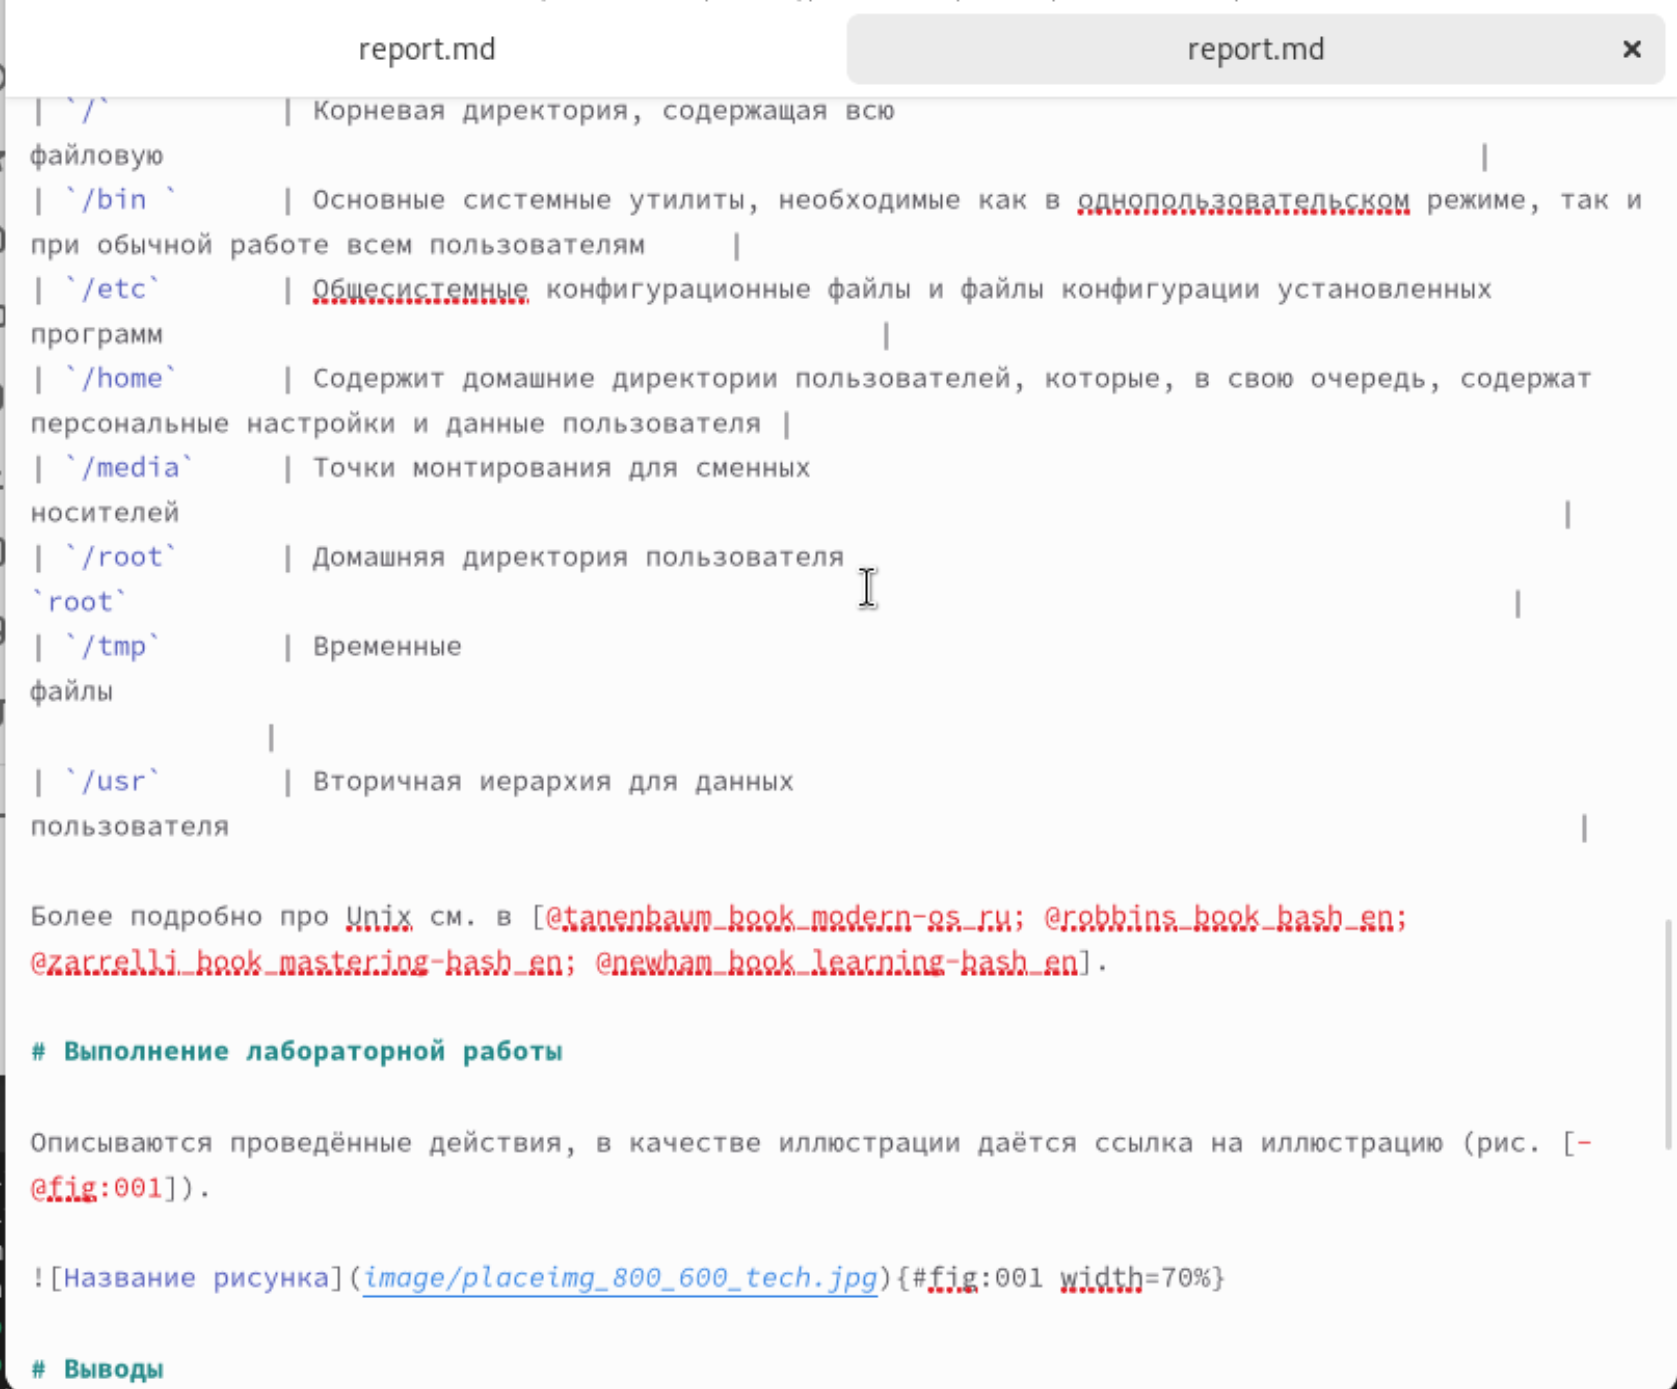 report.md report.md ×
| `/` | Корневая директория, содержащая всю
файловую |
| `/bin ` | Основные системные утилиты, необходимые как в однопользовательском режиме, так и
при обычной работе всем пользователям |
| `/etc` | Общесистемные конфигурационные файлы и файлы конфигурации установленных
программ |
| `/home` | Содержит домашние директории пользователей, которые, в свою очередь, содержат
персональные настройки и данные пользователя |
| `/media` | Точки монтирования для сменных
носителей |
| `/root` | Домашняя директория пользователя
`root` |
| `/tmp` | Временные
файлы
|
| `/usr` | Вторичная иерархия для данных
пользователя |
Более подробно про Unix см. в [@tanenbaum_book_modern-os_ru; @robbins_book_bash_en;
@zarrelli_book_mastering-bash_en; @newham_book_learning-bash_en].
# Выполнение лабораторной работы
Описываются проведённые действия, в качестве иллюстрации даётся ссылка на иллюстрацию (рис. [-
@fig:001]).
![Название рисунка](image/placeimg_800_600_tech.jpg){#fig:001 width=70%}
# Выводы